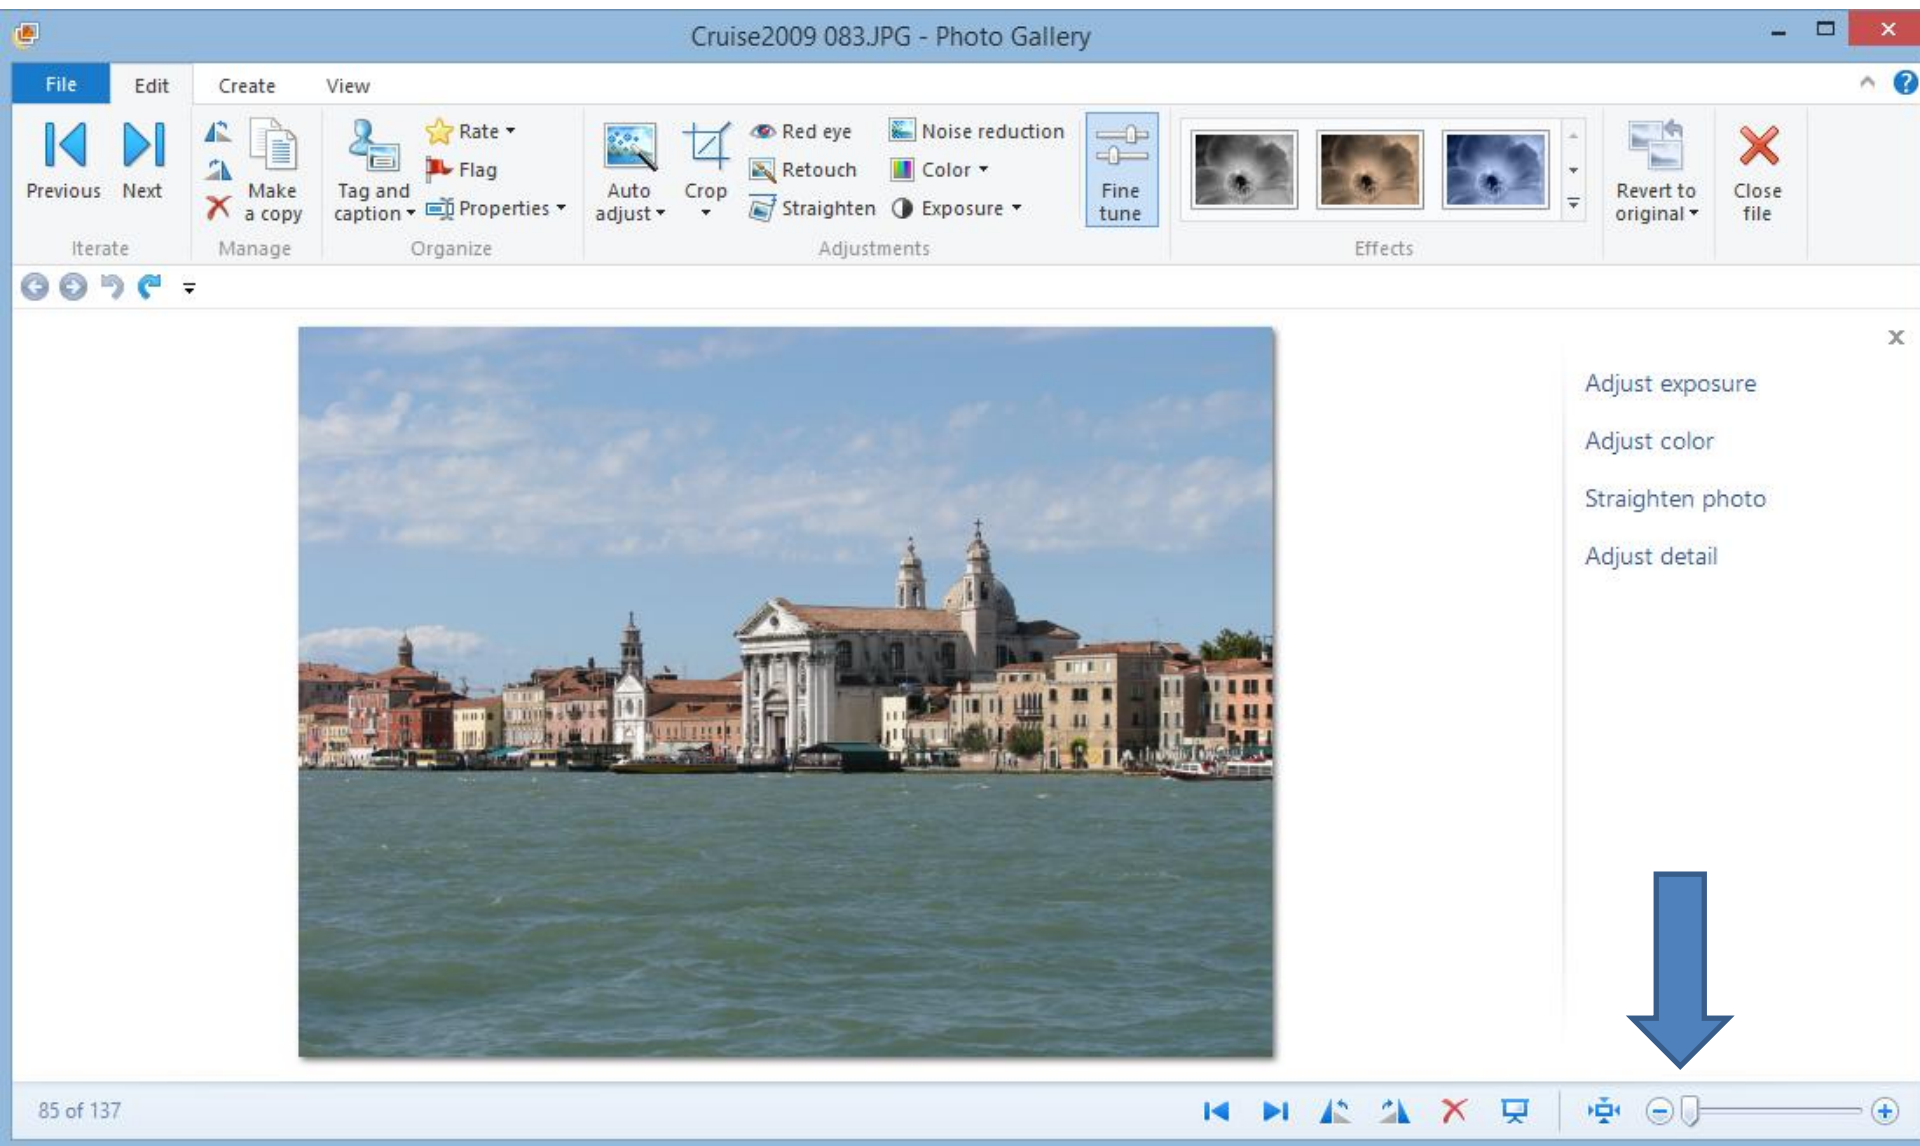 Cruise2009 083.JPG - Photo Gallery
File Edit Create View
Previous Next
Make
a copy
Tag and
caption
Rate
Flag
Properties
Auto
adjust
Crop
Red eye
Retouch
Straighten
Noise reduction
Color
Exposure
Fine
tune
Revert to
original
Close
file
Iterate Manage Organize Adjustments Effects
Adjust exposure
Adjust color
Straighten photo
Adjust detail
85 of 137